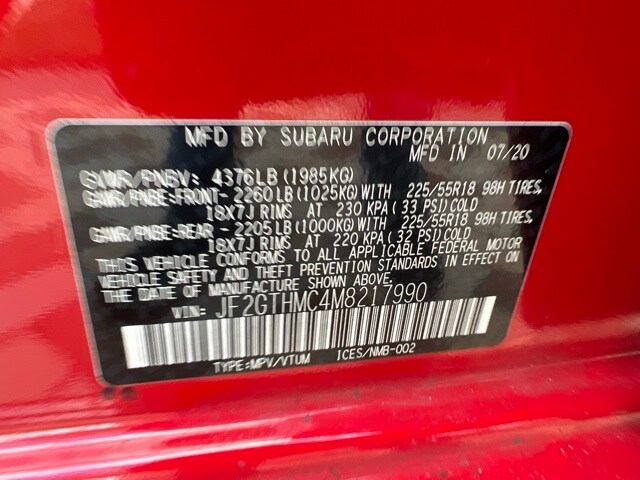 MFD BY SUBARU CORPORATION
MFD IN 07/20
GVWR/PNBV: 4376LB (1985KG)
GAWR/PNBE:FRONT- 2260LB (1025KG) WITH 225/55R18 98H TIRES,
18X7J RIMS AT 230 KPA (33 PSI) COLD
GAWR/PNBE:REAR - 2205LB (1000KG) WITH 225/55R18 98H TIRES,
18X7J RIMS AT 220 KPA (32 PSI) COLD
THIS VEHICLE CONFORMS TO ALL APPLICABLE FEDERAL MOTOR
VEHICLE SAFETY STANDARDS IN EFFECT ON
THE DATE OF MANUFACTURE SHOWN ABOVE.
VIN: JF2GTHMC4M8217990
TYPE:MPV/VTUM ICES/NMB-002